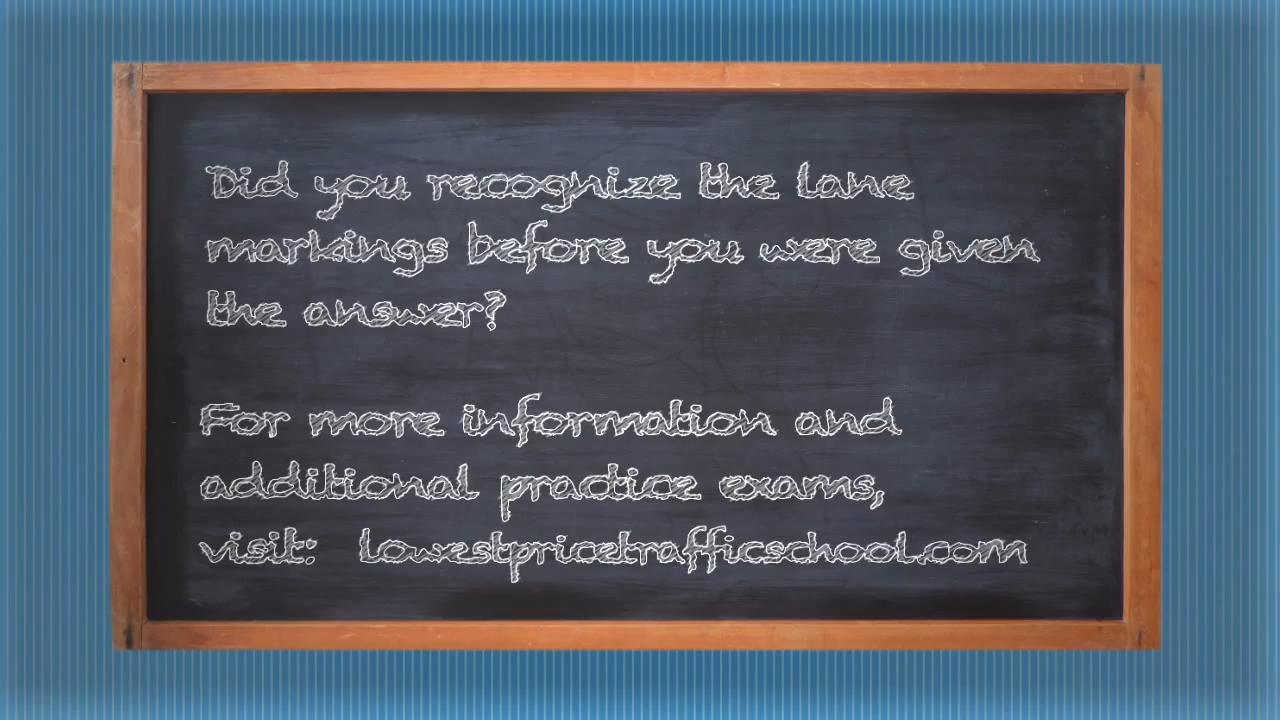 Did you recognize the lane
markings before you were given
the answer?
For more information and
additional practice exams,
visit: lowestpricetrafficschool.com